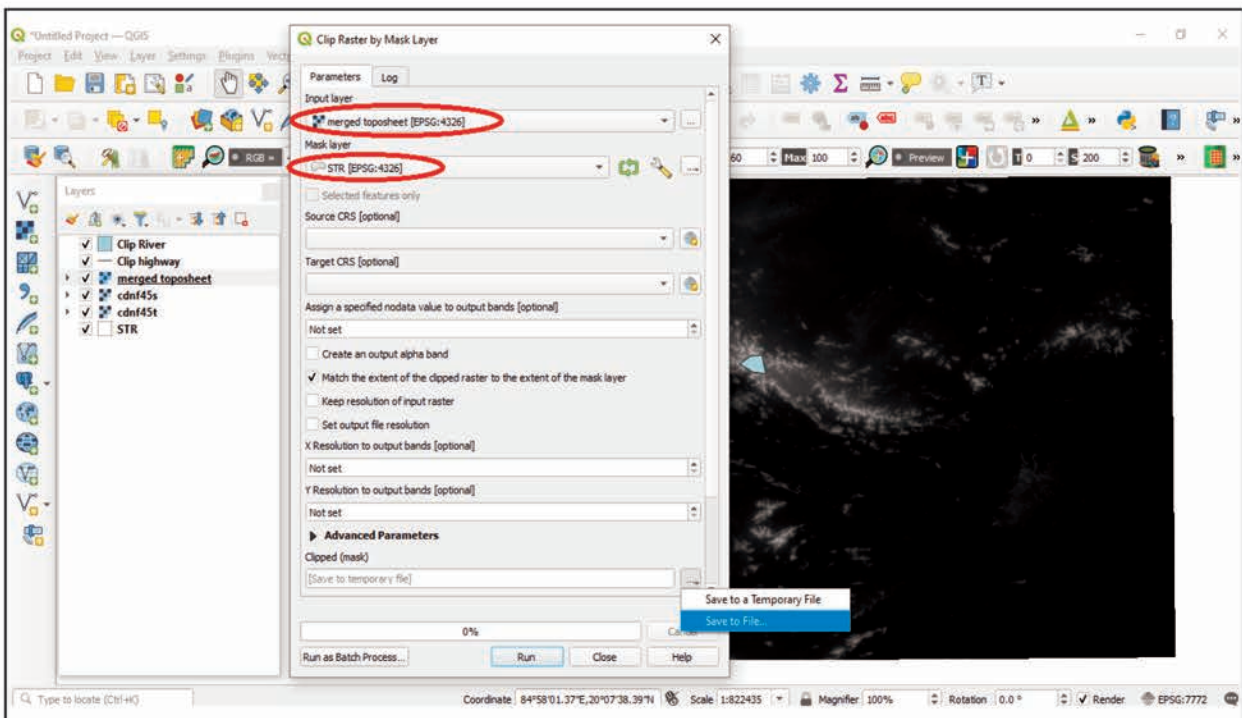 *Untitled Project — QGIS
Project Edit View Layer Settings Plugins Vect
RGB
Layers
Clip River
Clip highway
merged toposheet
cdnf45s
cdnf45t
STR
Clip Raster by Mask Layer
Parameters Log
Input layer
merged toposheet [EPSG:4326]
Mask layer
STR [EPSG:4326]
Selected features only
Source CRS [optional]
Target CRS [optional]
Assign a specified nodata value to output bands [optional]
Not set
Create an output alpha band
Match the extent of the clipped raster to the extent of the mask layer
Keep resolution of input raster
Set output file resolution
X Resolution to output bands [optional]
Not set
Y Resolution to output bands [optional]
Not set
Advanced Parameters
Clipped (mask)
[Save to temporary file]
Save to a Temporary File
Save to File...
0%
Run as Batch Process...
Run Close Help
60 Max 100 Preview T 0 S 200
Type to locate (Ctrl+K)
Coordinate 84°58'01.37"E,20°07'38.39"N Scale 1:822435 Magnifier 100% Rotation 0.0 ° Render EPSG:7772